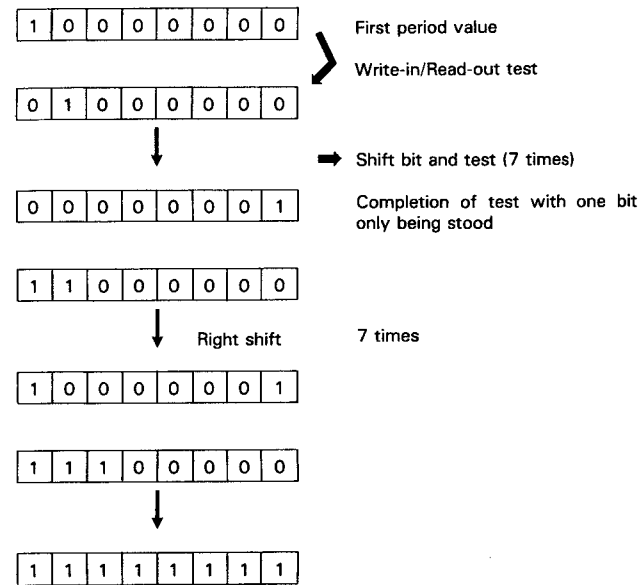 1 0 0 0 0 0 0 0 First period value
Write-in/Read-out test
0 1 0 0 0 0 0 0
Shift bit and test (7 times)
0 0 0 0 0 0 0 1 Completion of test with one bit
only being stood
1 1 0 0 0 0 0 0
Right shift 7 times
1 0 0 0 0 0 0 1
1 1 1 0 0 0 0 0
1 1 1 1 1 1 1 1